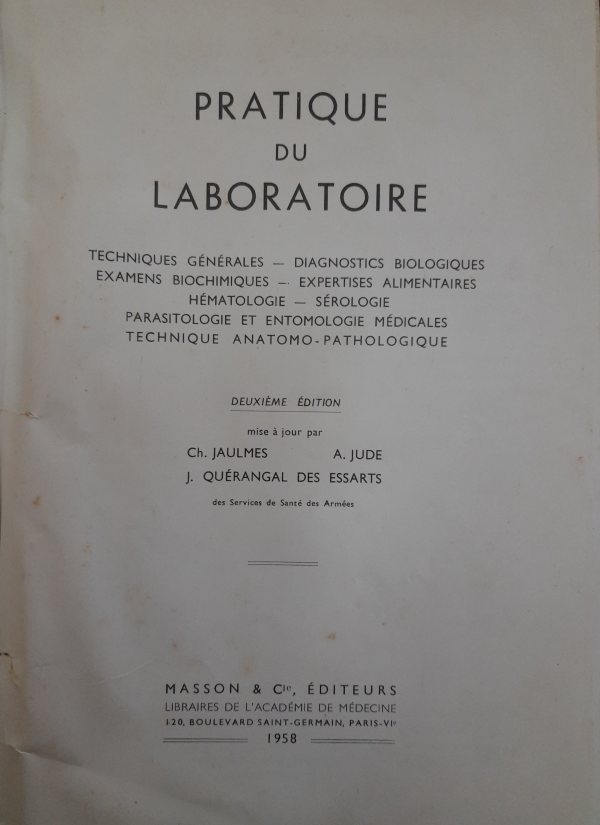 PRATIQUE
DU
LABORATOIRE
TECHNIQUES GÉNÉRALES — DIAGNOSTICS BIOLOGIQUES
EXAMENS BIOCHIMIQUES — EXPERTISES ALIMENTAIRES
HÉMATOLOGIE — SÉROLOGIE
PARASITOLOGIE ET ENTOMOLOGIE MÉDICALES
TECHNIQUE ANATOMO-PATHOLOGIQUE
DEUXIÈME ÉDITION
mise à jour par
Ch. JAULMES A. JUDE
J. QUÉRANGAL DES ESSARTS
des Services de Santé des Armées
MASSON & Cie, ÉDITEURS
LIBRAIRES DE L'ACADÉMIE DE MÉDECINE
120, BOULEVARD SAINT-GERMAIN, PARIS-VIe
1958